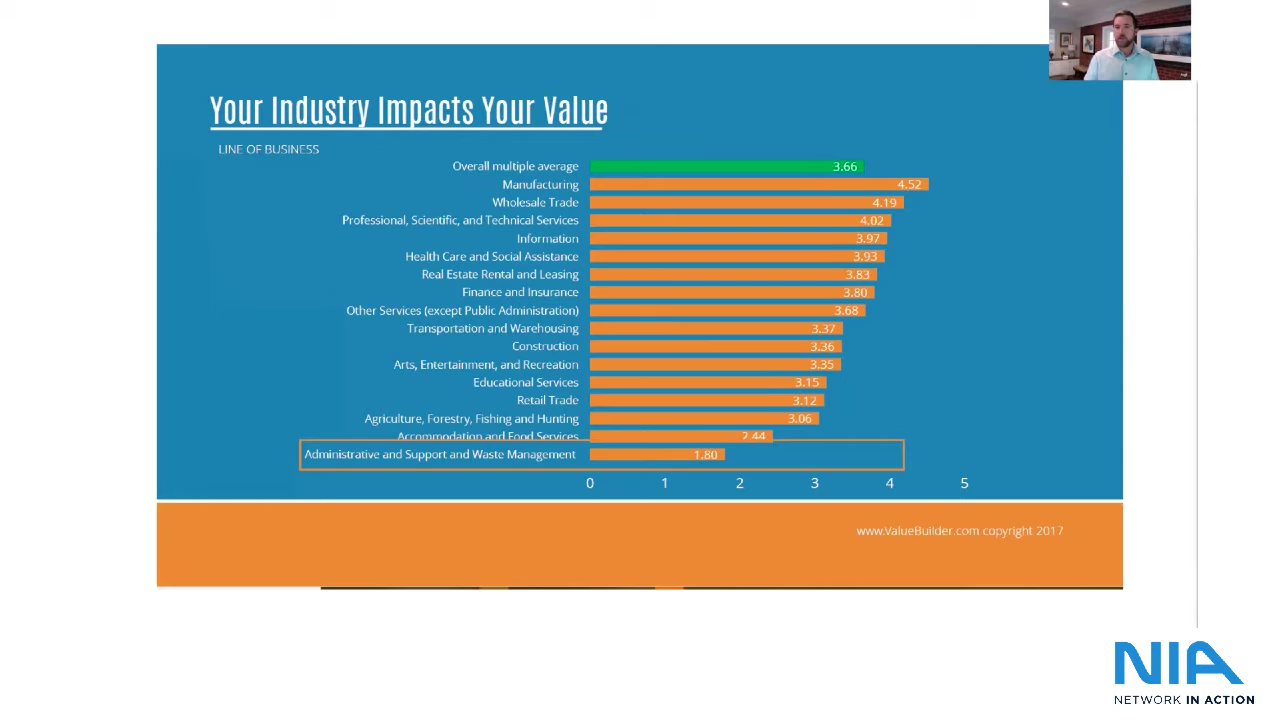 Your Industry Impacts Your Value
LINE OF BUSINESS
Overall multiple average 3.66
Manufacturing 4.52
Wholesale Trade 4.19
Professional, Scientific, and Technical Services 4.02
Information 3.97
Health Care and Social Assistance 3.93
Real Estate Rental and Leasing 3.83
Finance and Insurance 3.80
Other Services (except Public Administration) 3.68
Transportation and Warehousing 3.37
Construction 3.36
Arts, Entertainment, and Recreation 3.35
Educational Services 3.15
Retail Trade 3.12
Agriculture, Forestry, Fishing and Hunting 3.06
Accommodation and Food Services 2.44
Administrative and Support and Waste Management 1.80
0 1 2 3 4 5
www.ValueBuilder.com copyright 2017
NIA
NETWORK IN ACTION